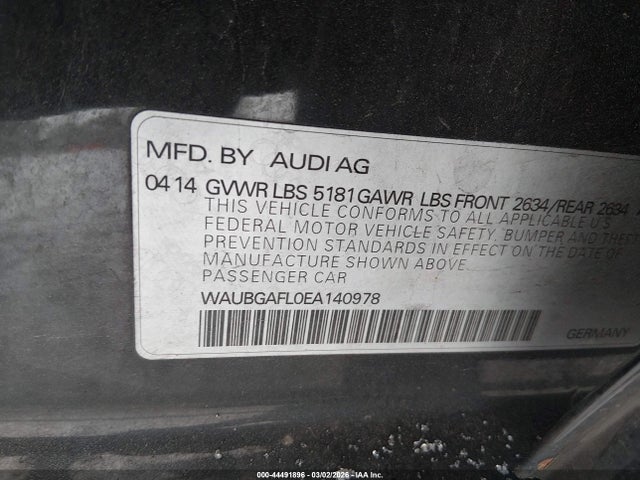 MFD. BY AUDI AG
04 14 GVWR LBS 5181 GAWR LBS FRONT 2634/REAR 2634
THIS VEHICLE CONFORMS TO ALL APPLICABLE U.S
FEDERAL MOTOR VEHICLE SAFETY, BUMPER AND THEFT
PREVENTION STANDARDS IN EFFECT ON THE DATE OF
MANUFACTURE SHOWN ABOVE.
PASSENGER CAR
WAUBGAFL0EA140978
GERMANY
000-44491896 — 03/02/2026 — IAA Inc.